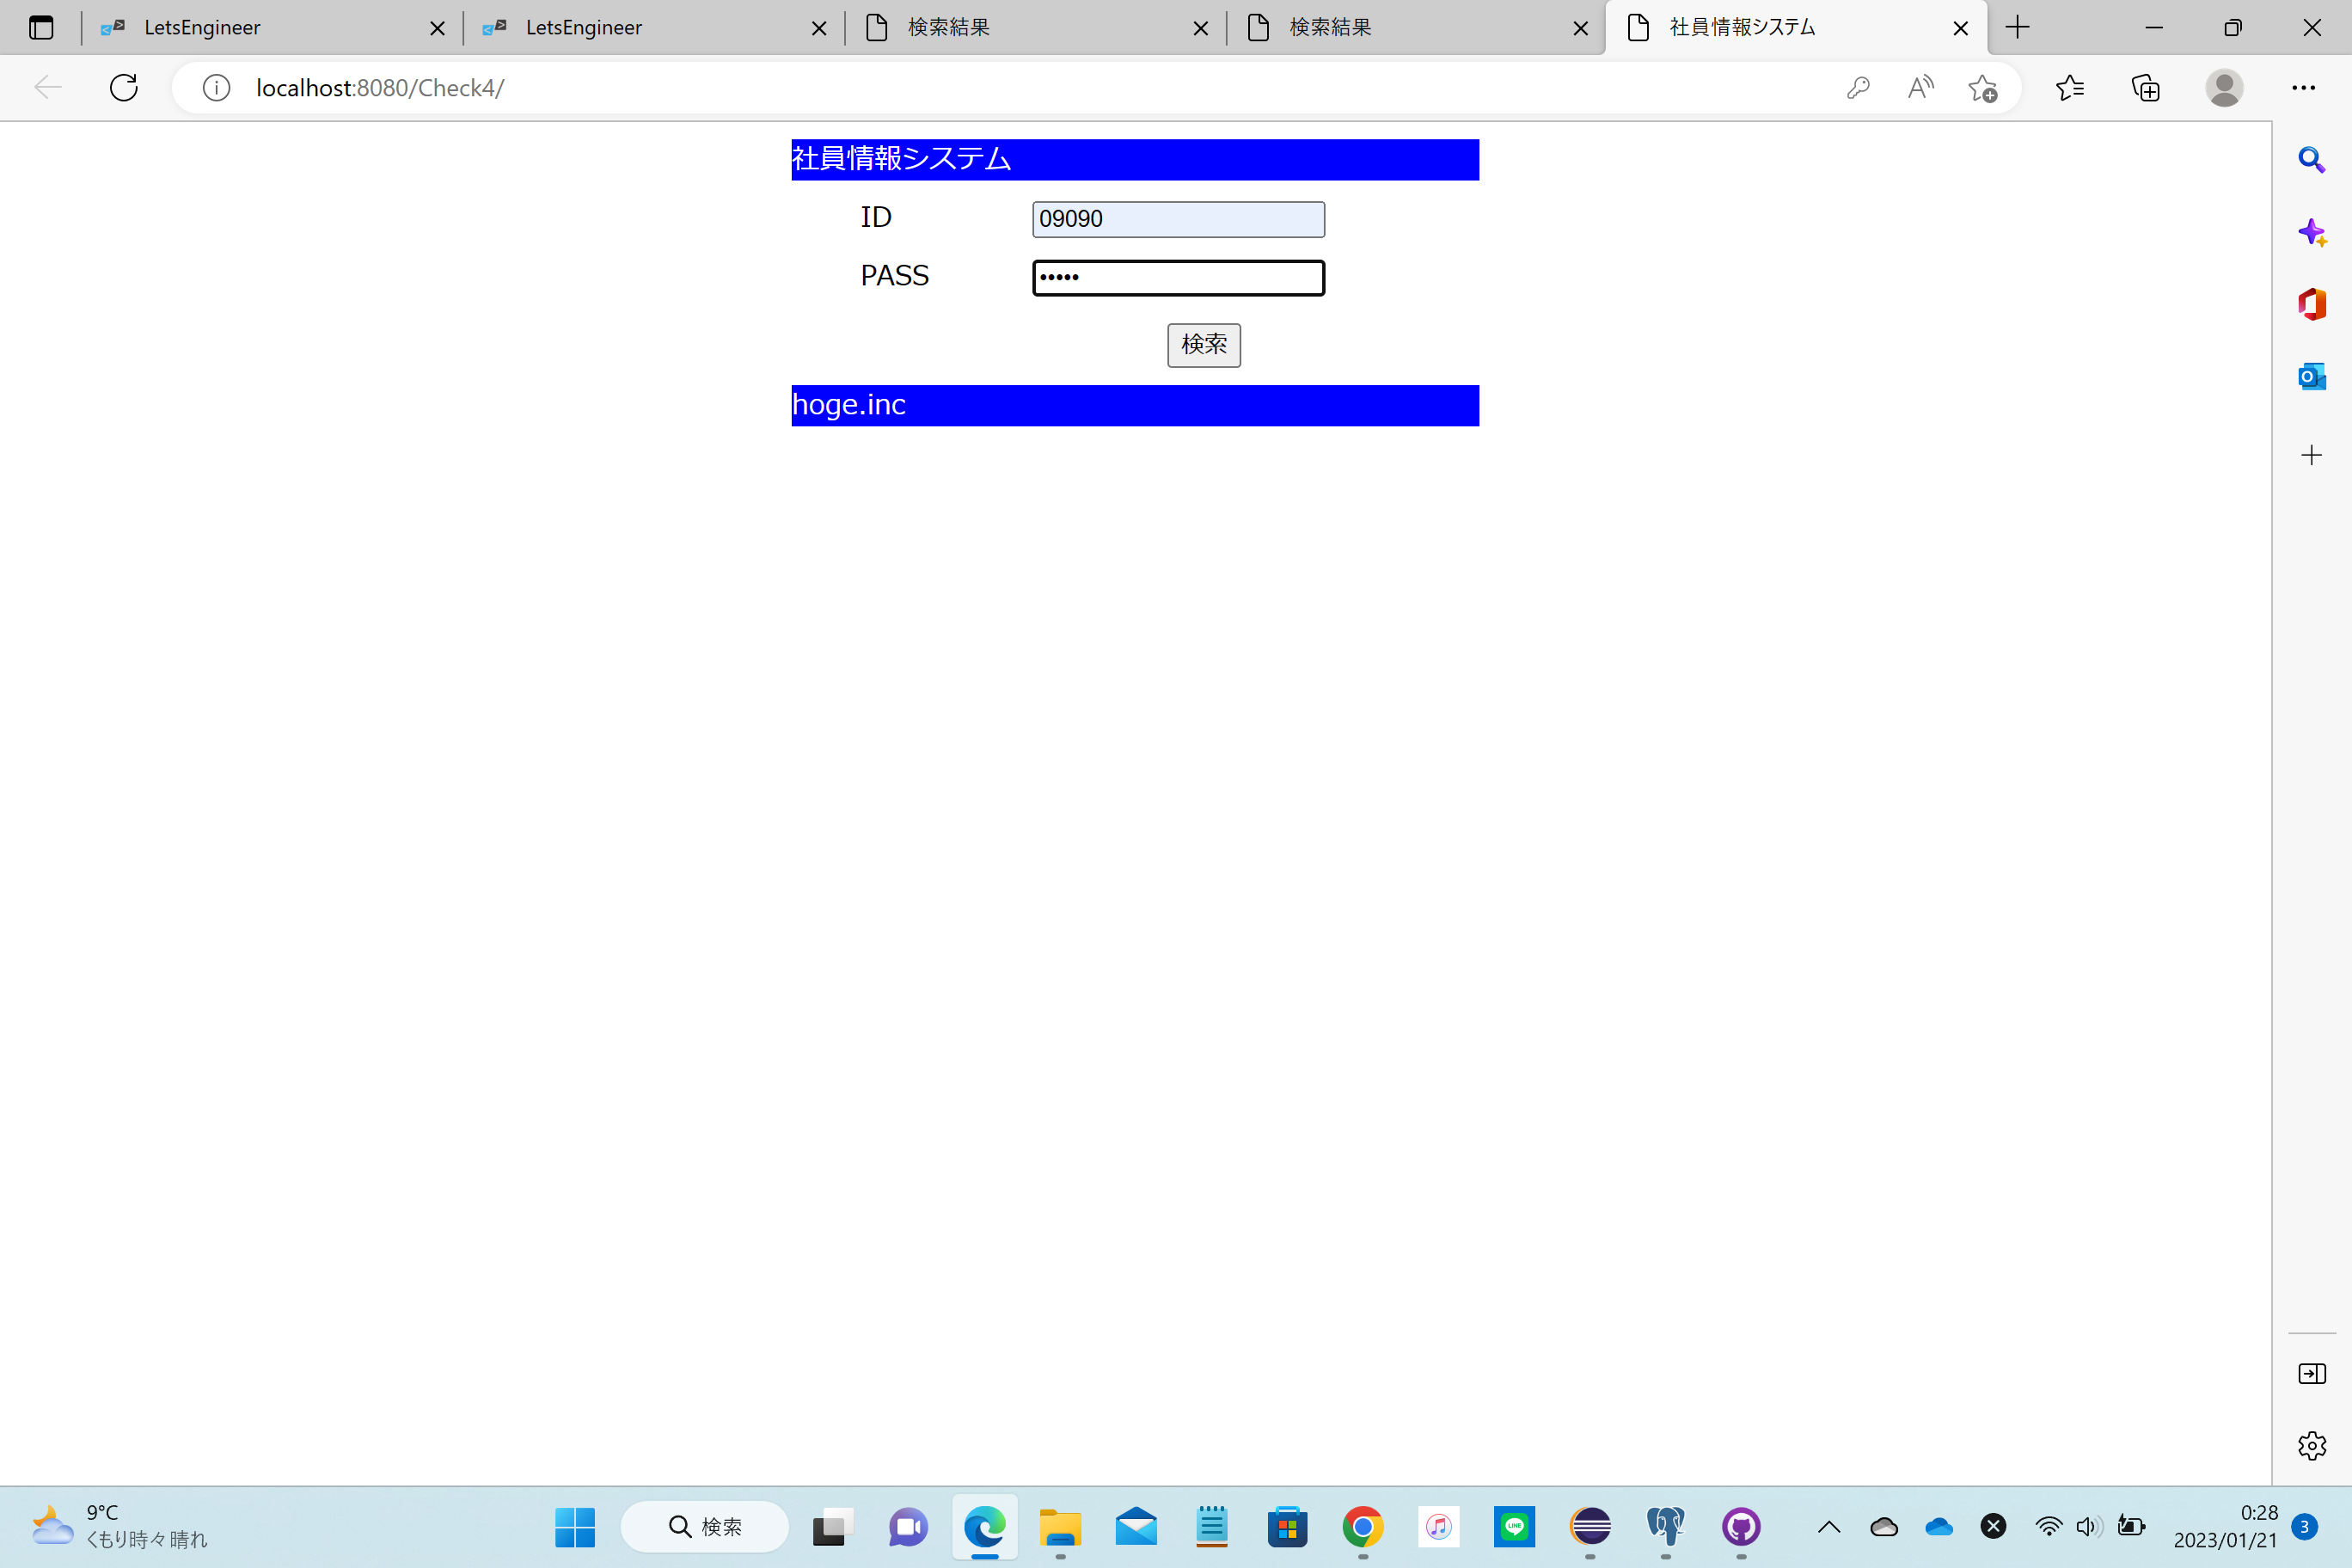 LetsEngineer
LetsEngineer
検索結果
検索結果
社員情報システム
localhost:8080/Check4/
社員情報システム
ID
09090
PASS
•••••
検索
hoge.inc
9°C
くもり時々晴れ
検索
LINE
0:28
2023/01/21
3